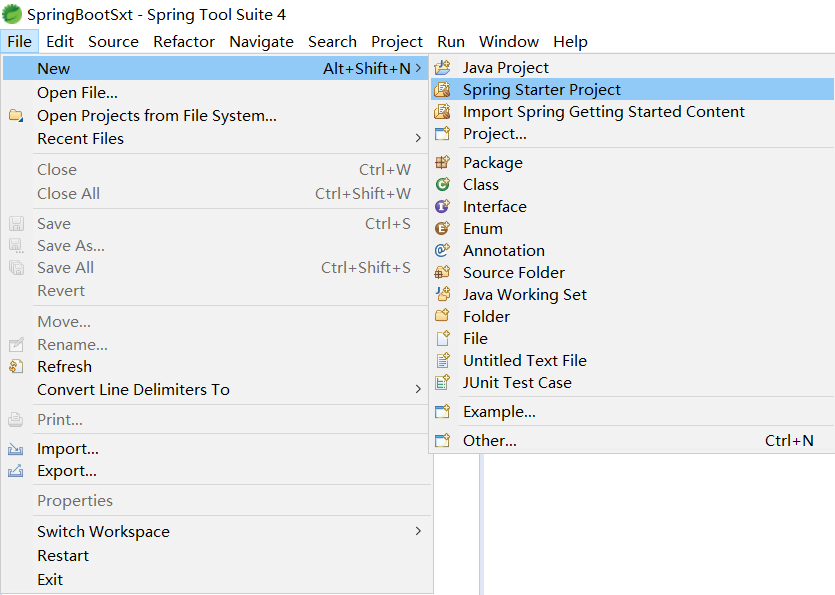 SpringBootSxt - Spring Tool Suite 4
File Edit Source Refactor Navigate Search Project Run Window Help
New Alt+Shift+N
Open File...
Open Projects from File System...
Recent Files
Close Ctrl+W
Close All Ctrl+Shift+W
Save Ctrl+S
Save As...
Save All Ctrl+Shift+S
Revert
Move...
Rename...
Refresh
Convert Line Delimiters To
Print...
Import...
Export...
Properties
Switch Workspace
Restart
Exit
Java Project
Spring Starter Project
Import Spring Getting Started Content
Project...
Package
Class
Interface
Enum
Annotation
Source Folder
Java Working Set
Folder
File
Untitled Text File
JUnit Test Case
Example...
Other... Ctrl+N